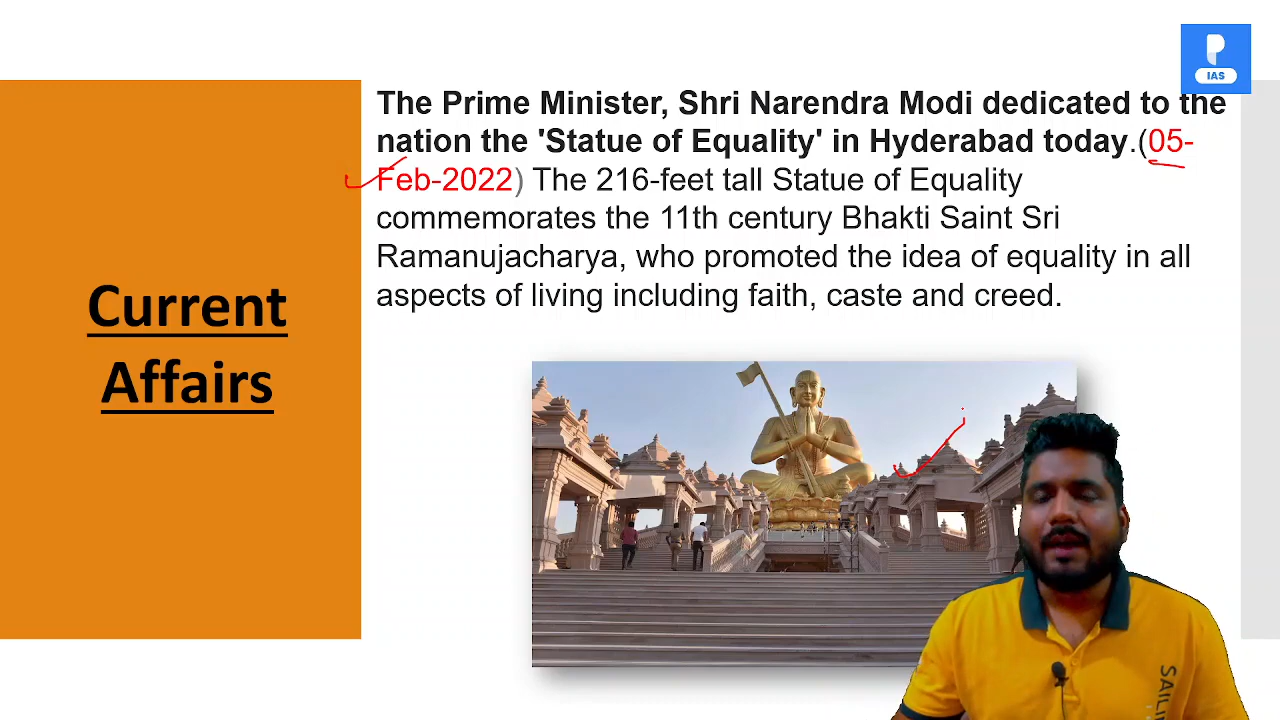 IAS
The Prime Minister, Shri Narendra Modi dedicated to the
nation the 'Statue of Equality' in Hyderabad today.(05-
Feb-2022) The 216-feet tall Statue of Equality
commemorates the 11th century Bhakti Saint Sri
Ramanujacharya, who promoted the idea of equality in all
aspects of living including faith, caste and creed.
Current
Affairs